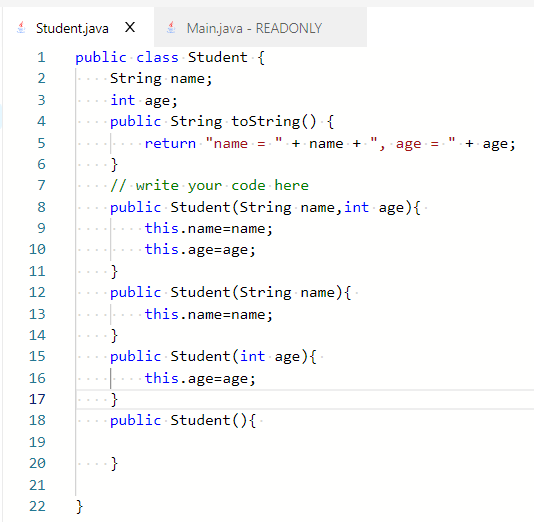 Student.java X Main.java - READONLY
1 public class Student {
2     String name;
3     int age;
4     public String toString() {
5         return "name = " + name + ", age = " + age;
6     }
7     // write your code here
8     public Student(String name,int age){
9         this.name=name;
10         this.age=age;
11     }
12     public Student(String name){
13         this.name=name;
14     }
15     public Student(int age){
16         this.age=age;
17     }
18     public Student(){
19
20     }
21
22 }